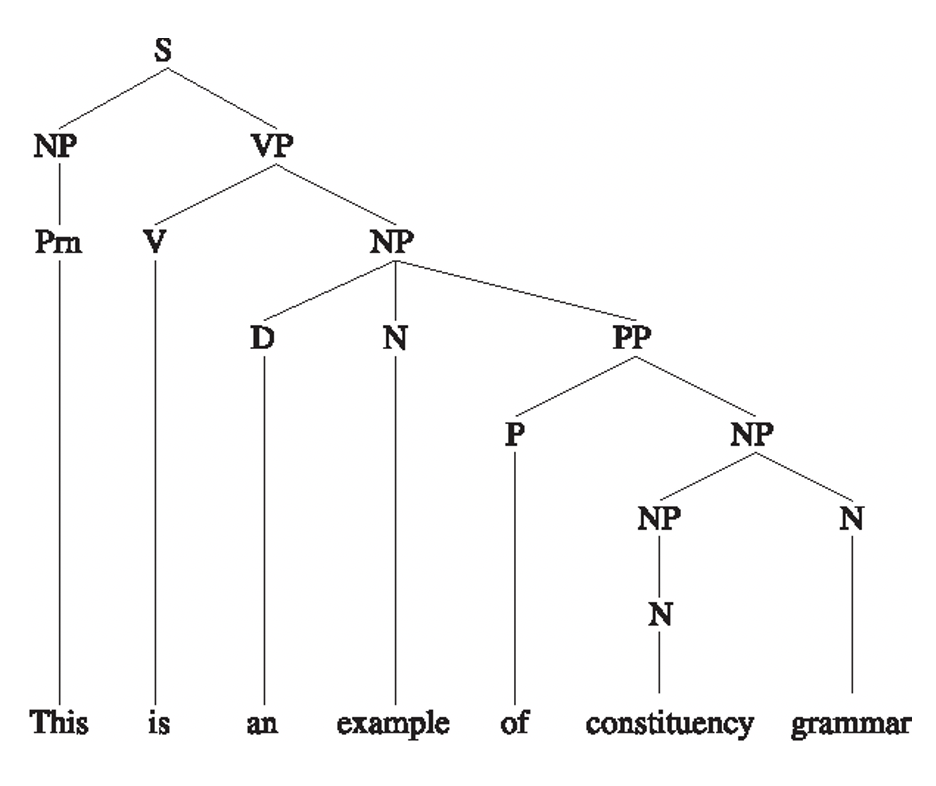 S
NP VP
Prn V NP
D N PP
P NP
NP N
N
This is an example of constituency grammar